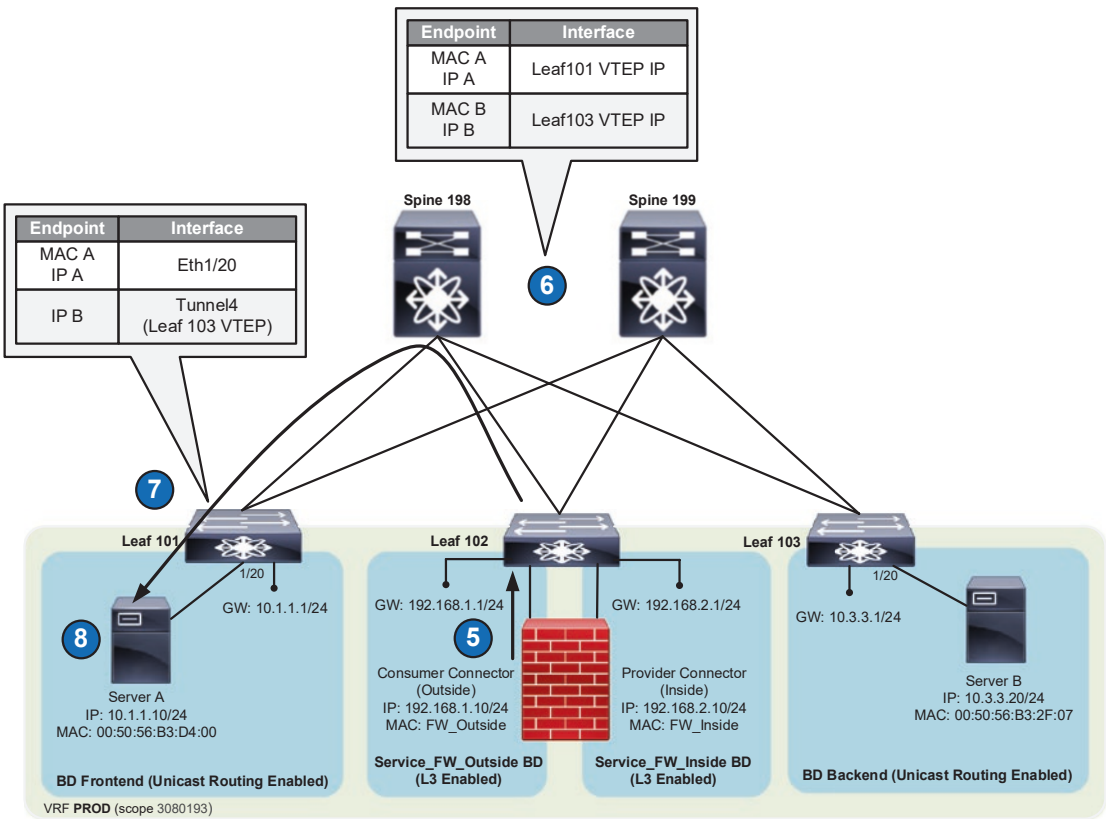 Endpoint Interface
MAC A
IP A
Leaf101 VTEP IP
MAC B
IP B
Leaf103 VTEP IP
Spine 198
Spine 199
Endpoint Interface
MAC A
IP A
Eth1/20
IP B
Tunnel4
(Leaf 103 VTEP)
6
7
Leaf 101
Leaf 102
Leaf 103
1/20
GW: 10.1.1.1/24
GW: 192.168.1.1/24
GW: 192.168.2.1/24
1/20
GW: 10.3.3.1/24
8
5
Server A
IP: 10.1.1.10/24
MAC: 00:50:56:B3:D4:00
Consumer Connector
(Outside)
IP: 192.168.1.10/24
MAC: FW_Outside
Provider Connector
(Inside)
IP: 192.168.2.10/24
MAC: FW_Inside
Server B
IP: 10.3.3.20/24
MAC: 00:50:56:B3:2F:07
BD Frontend (Unicast Routing Enabled)
Service_FW_Outside BD
(L3 Enabled)
Service_FW_Inside BD
(L3 Enabled)
BD Backend (Unicast Routing Enabled)
VRF PROD (scope 3080193)